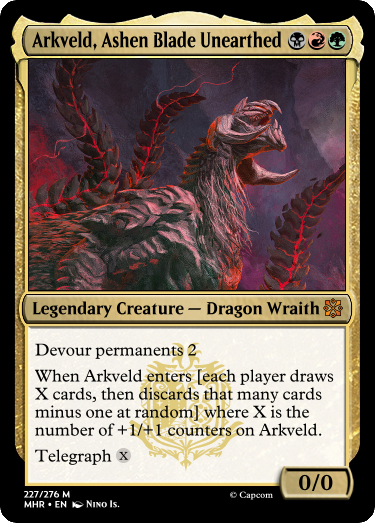 Arkveld, Ashen Blade Unearthed
Legendary Creature — Dragon Wraith
Devour permanents 2
When Arkveld enters [each player draws
X cards, then discards that many cards
minus one at random] where X is the
number of +1/+1 counters on Arkveld.
Telegraph X
0/0
227/276 M
MHR • EN Nino Is.
© Capcom